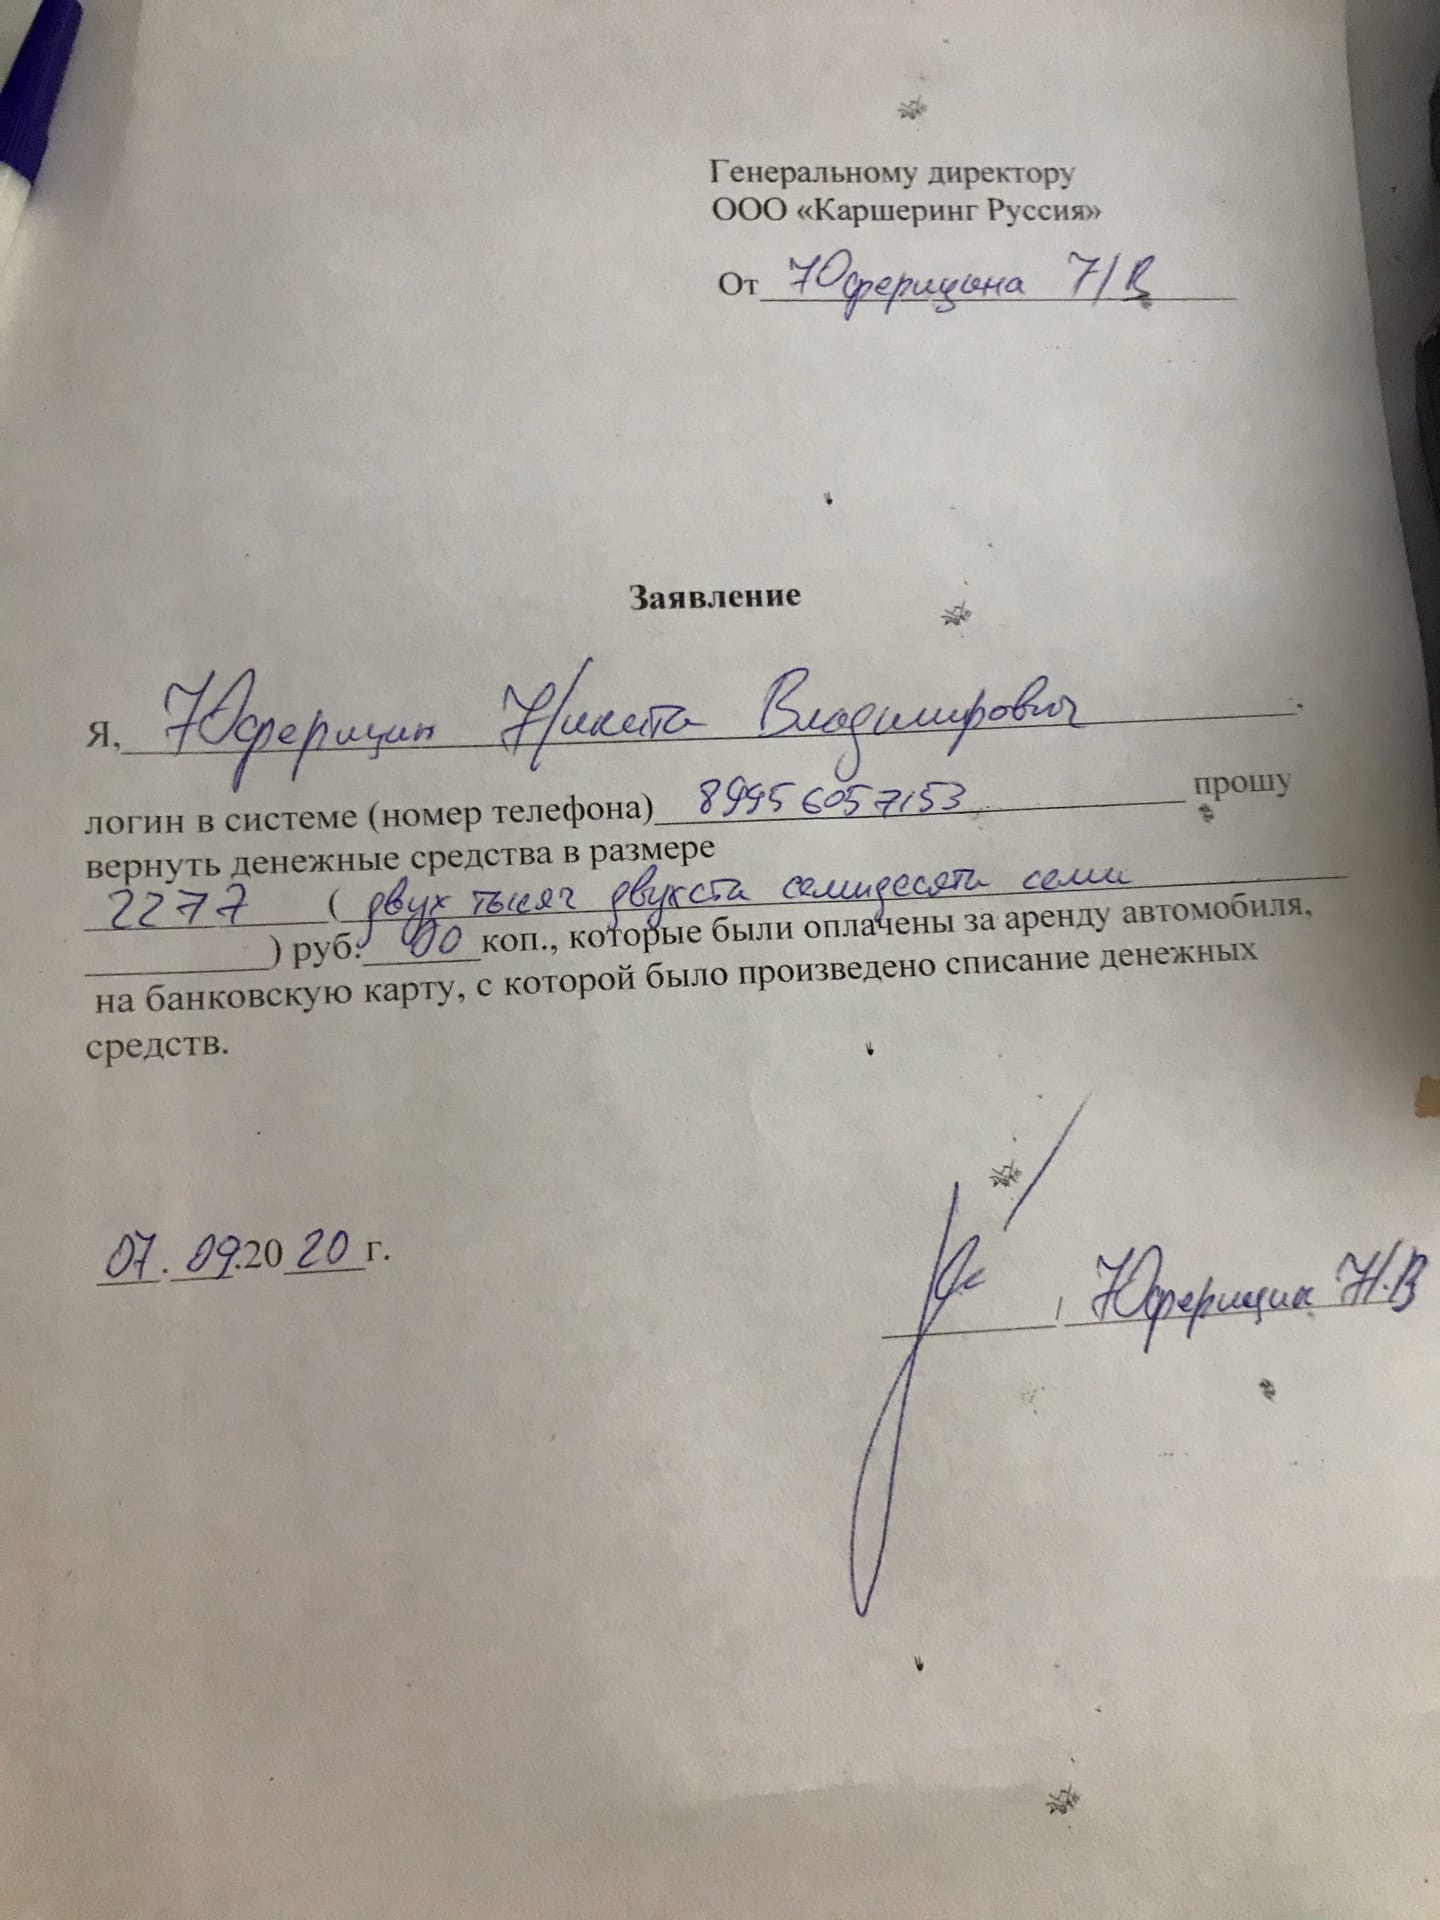 Генеральному директору
ООО «Каршеринг Руссия»
От Юферицына Н В
Заявление
Я, Юферицын Никита Владимирович ,
логин в системе (номер телефона) 89956057153 прошу
вернуть денежные средства в размере
2277 ( двух тысяч двухста семидесяти семи
) руб. 00 коп., которые были оплачены за аренду автомобиля,
на банковскую карту, с которой было произведено списание денежных
средств.
07.09.2020 г.
/ Юферицин Н.В